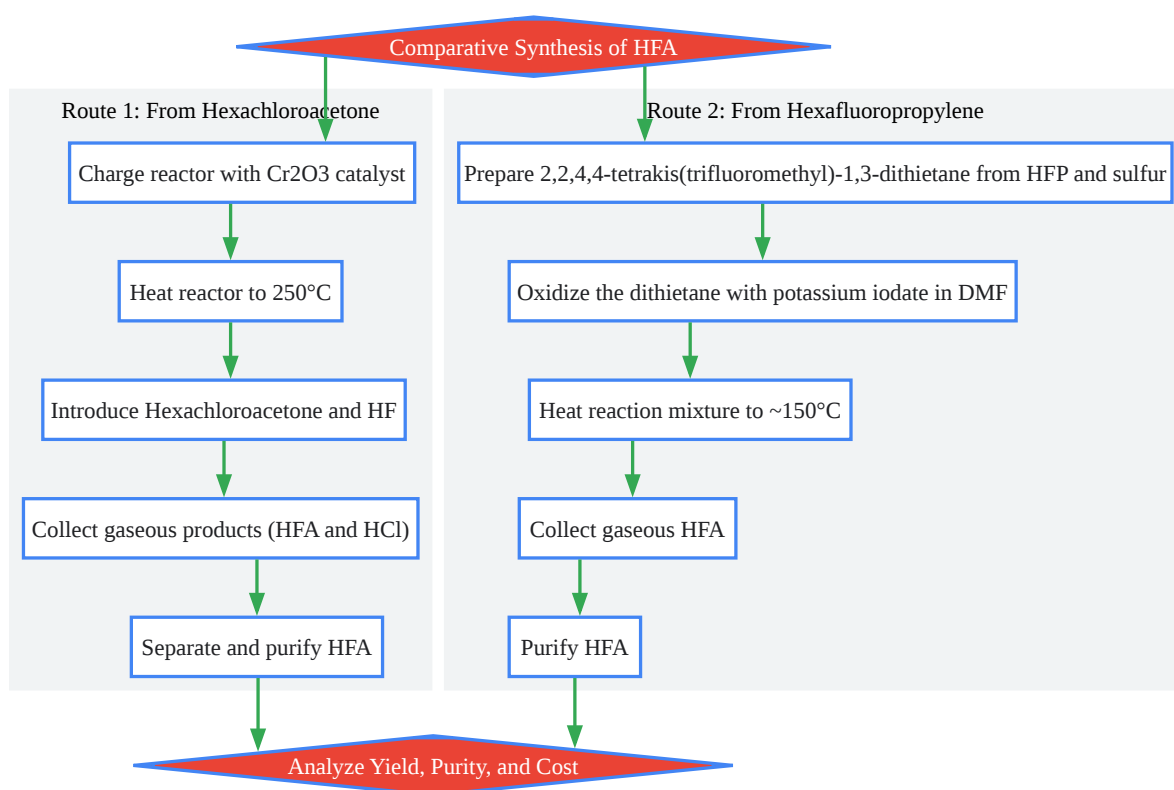 Comparative Synthesis of HFA
Route 1: From Hexachloroacetone
Charge reactor with Cr2O3 catalyst
Heat reactor to 250°C
Introduce Hexachloroacetone and HF
Collect gaseous products (HFA and HCl)
Separate and purify HFA
Route 2: From Hexafluoropropylene
Prepare 2,2,4,4-tetrakis(trifluoromethyl)-1,3-dithietane from HFP and sulfur
Oxidize the dithietane with potassium iodate in DMF
Heat reaction mixture to ~150°C
Collect gaseous HFA
Purify HFA
Analyze Yield, Purity, and Cost